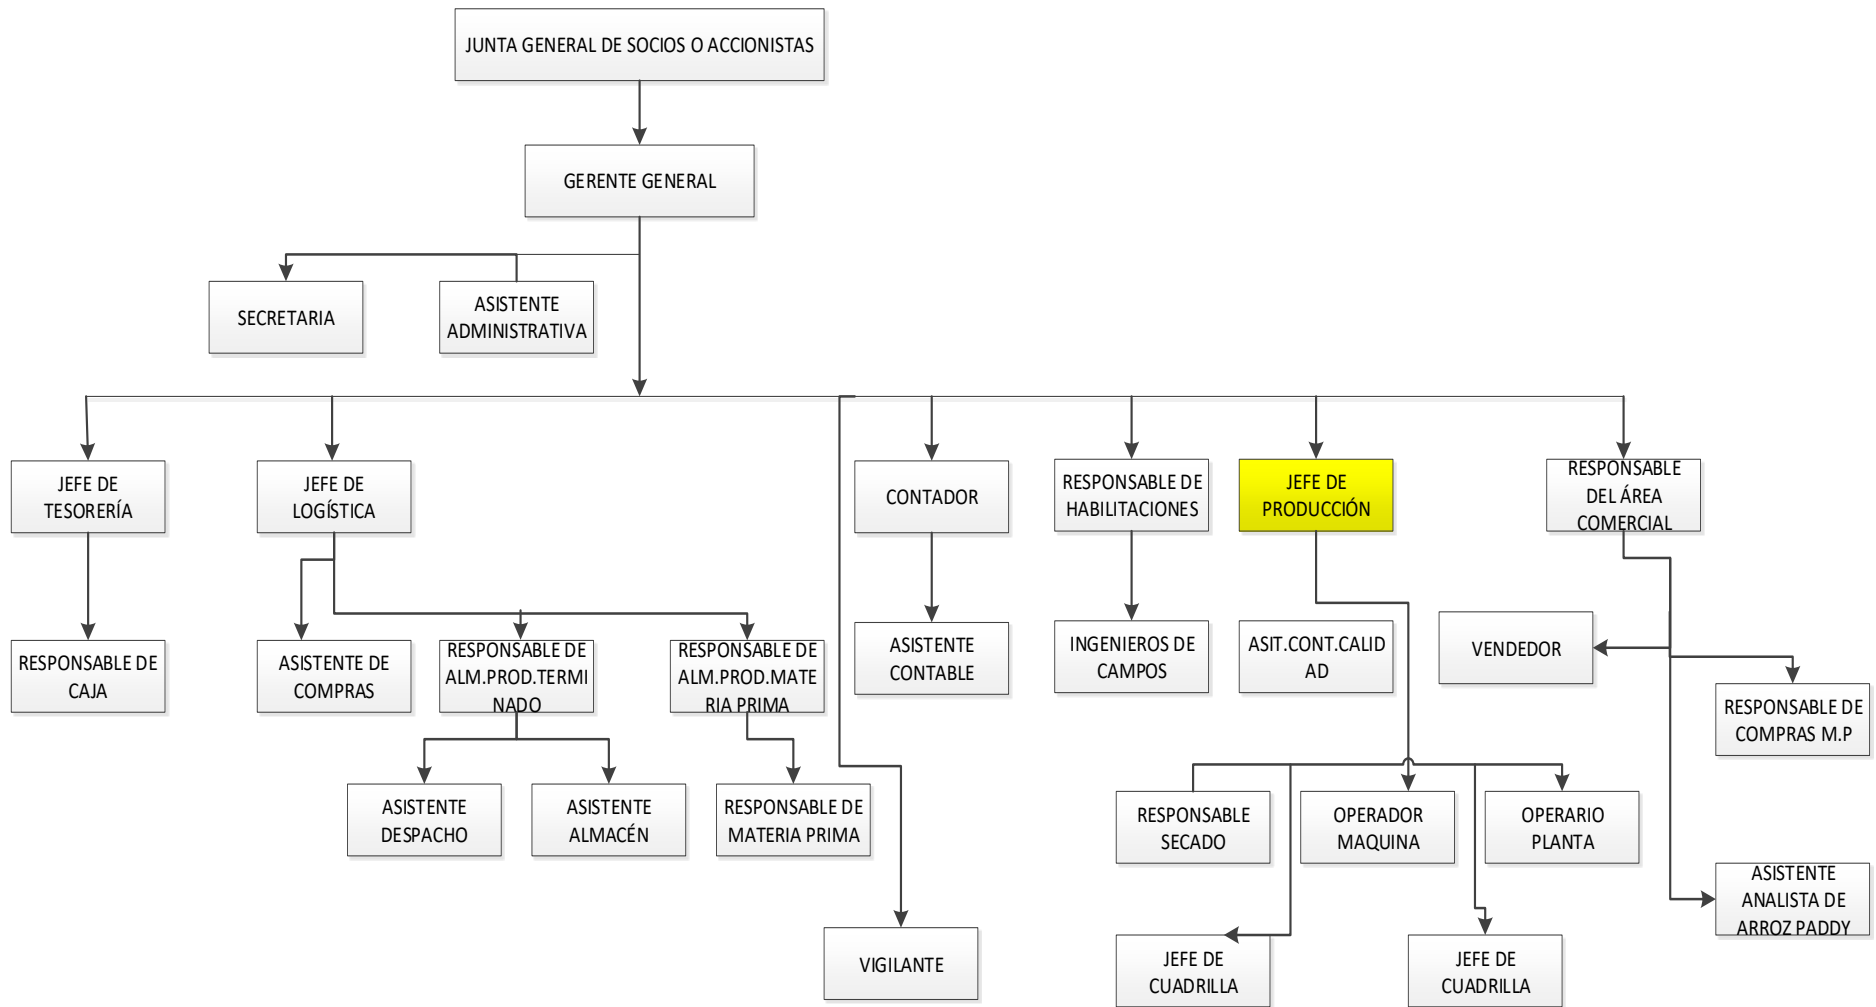 JUNTA GENERAL DE SOCIOS O ACCIONISTAS
GERENTE GENERAL
SECRETARIA
ASISTENTE
ADMINISTRATIVA
JEFE DE
TESORERÍA
JEFE DE
LOGÍSTICA
CONTADOR
RESPONSABLE DE
HABILITACIONES
JEFE DE
PRODUCCIÓN
RESPONSABLE
DEL ÁREA
COMERCIAL
RESPONSABLE DE
CAJA
ASISTENTE DE
COMPRAS
RESPONSABLE DE
ALM.PROD.TERMI
NADO
RESPONSABLE DE
ALM.PROD.MATE
RIA PRIMA
ASISTENTE
CONTABLE
INGENIEROS DE
CAMPOS
ASIT.CONT.CALID
AD
VENDEDOR
RESPONSABLE DE
COMPRAS M.P
ASISTENTE
DESPACHO
ASISTENTE
ALMACÉN
RESPONSABLE DE
MATERIA PRIMA
RESPONSABLE
SECADO
OPERADOR
MAQUINA
OPERARIO
PLANTA
ASISTENTE
ANALISTA DE
ARROZ PADDY
VIGILANTE
JEFE DE
CUADRILLA
JEFE DE
CUADRILLA